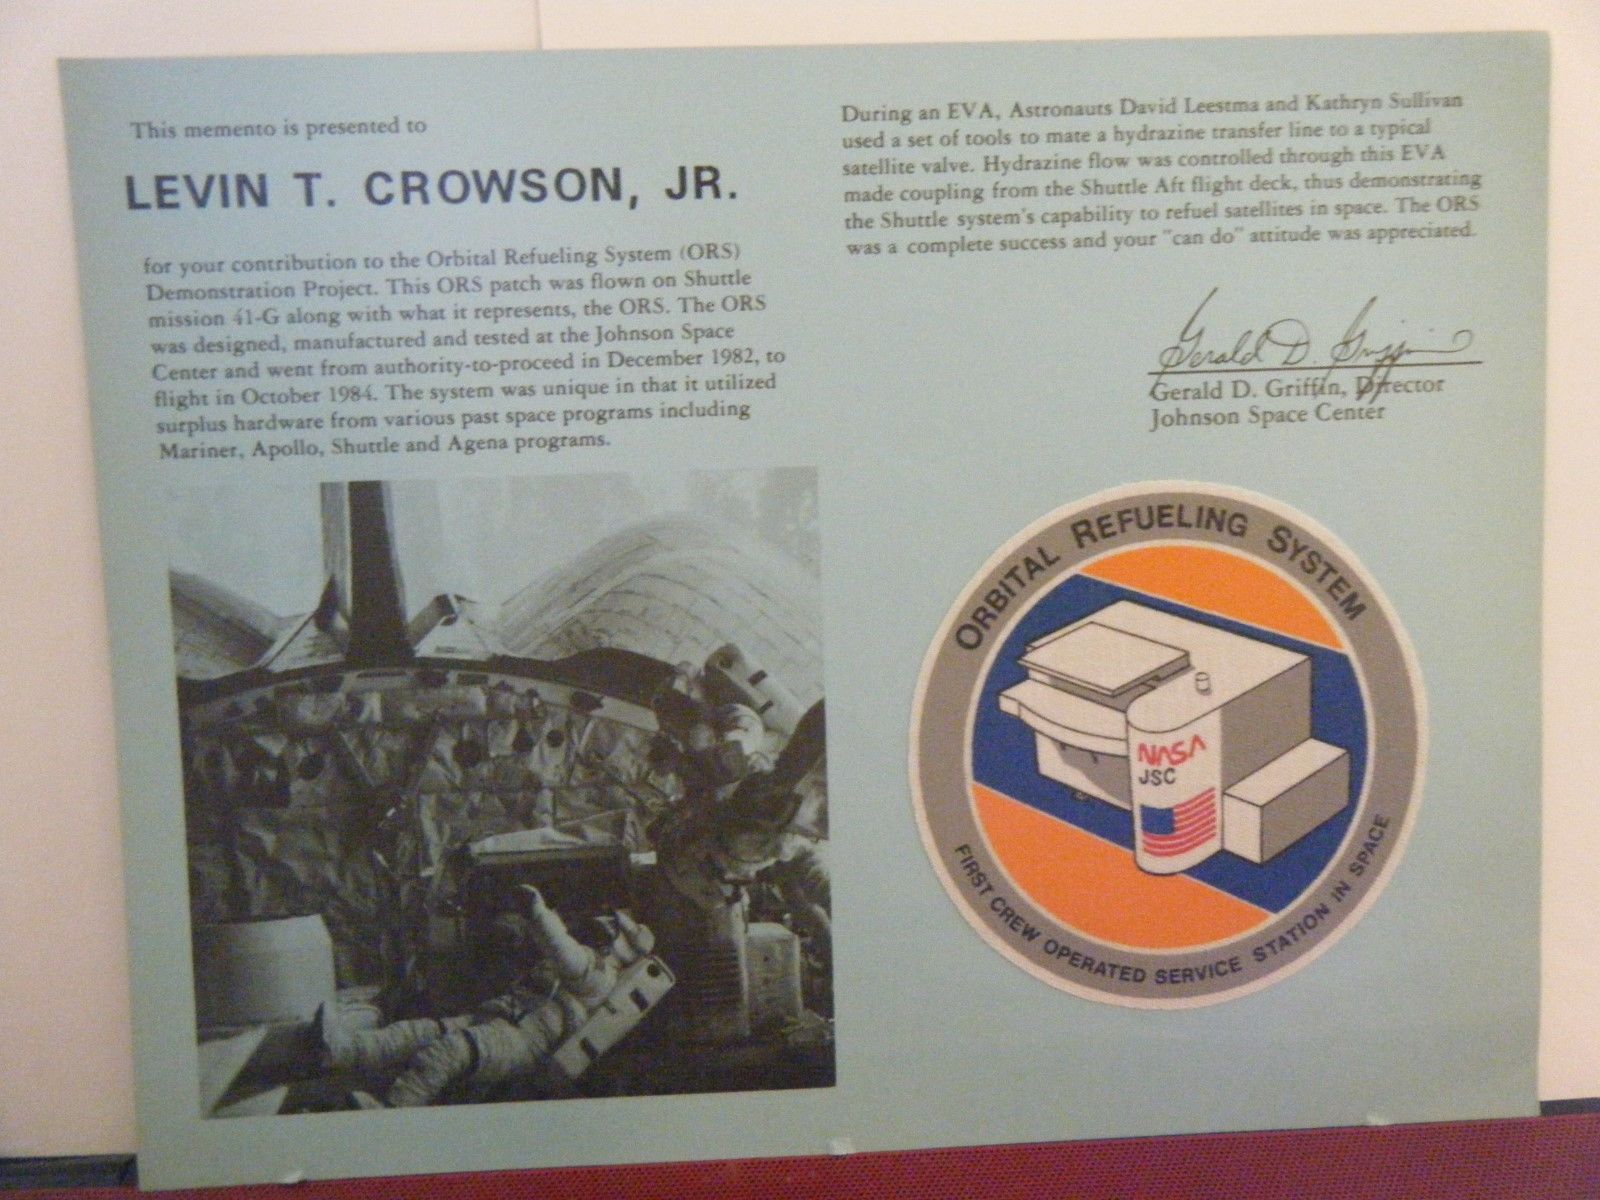 This memento is presented to
LEVIN T. CROWSON, JR.
for your contribution to the Orbital Refueling System (ORS)
Demonstration Project. This ORS patch was flown on Shuttle
mission 41-G along with what it represents, the ORS. The ORS
was designed, manufactured and tested at the Johnson Space
Center and went from authority-to-proceed in December 1982, to
flight in October 1984. The system was unique in that it utilized
surplus hardware from various past space programs including
Mariner, Apollo, Shuttle and Agena programs.
During an EVA, Astronauts David Leestma and Kathryn Sullivan
used a set of tools to mate a hydrazine transfer line to a typical
satellite valve. Hydrazine flow was controlled through this EVA
made coupling from the Shuttle Aft flight deck, thus demonstrating
the Shuttle system's capability to refuel satellites in space. The ORS
was a complete success and your "can do" attitude was appreciated.
Gerald D. Griffin
Gerald D. Griffin, Director
Johnson Space Center
ORBITAL REFUELING SYSTEM
NASA
JSC
FIRST CREW OPERATED SERVICE STATION IN SPACE